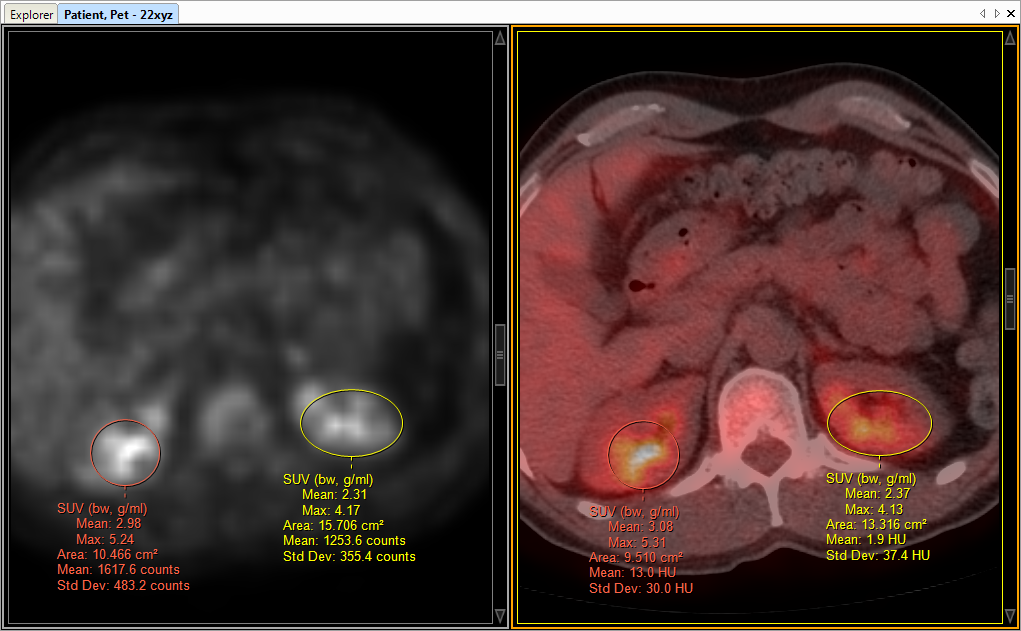 Explorer
Patient, Pet - 22xyz
SUV (bw, g/ml)
Mean: 2.98
Max: 5.24
Area: 10.466 cm²
Mean: 1617.6 counts
Std Dev: 483.2 counts
SUV (bw, g/ml)
Mean: 2.31
Max: 4.17
Area: 15.706 cm²
Mean: 1253.6 counts
Std Dev: 355.4 counts
SUV (bw, g/ml)
Mean: 3.08
Max: 5.31
Area: 9.510 cm²
Mean: 13.0 HU
Std Dev: 30.0 HU
SUV (bw, g/ml)
Mean: 2.37
Max: 4.13
Area: 13.316 cm²
Mean: 1.9 HU
Std Dev: 37.4 HU